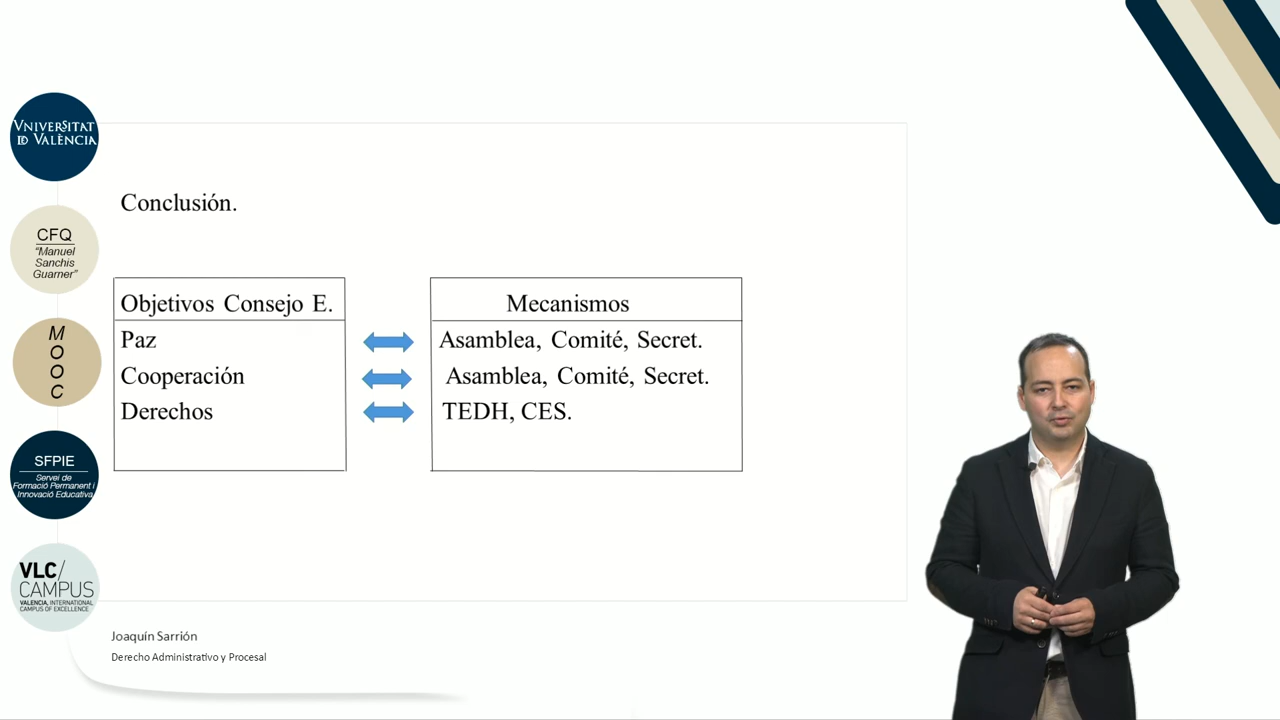 VNIVERSITAT
ID VALÈNCIA
CFQ
“Manuel
Sanchis
Guarner”
M
O
O
C
SFPIE
Servei de
Formació Permanent i
Innovació Educativa
VLC/
CAMPUS
VALENCIA, INTERNATIONAL
CAMPUS OF EXCELLENCE
Conclusión.
Objetivos Consejo E.
Paz
Cooperación
Derechos
Mecanismos
Asamblea, Comité, Secret.
Asamblea, Comité, Secret.
TEDH, CES.
Joaquín Sarrión
Derecho Administrativo y Procesal